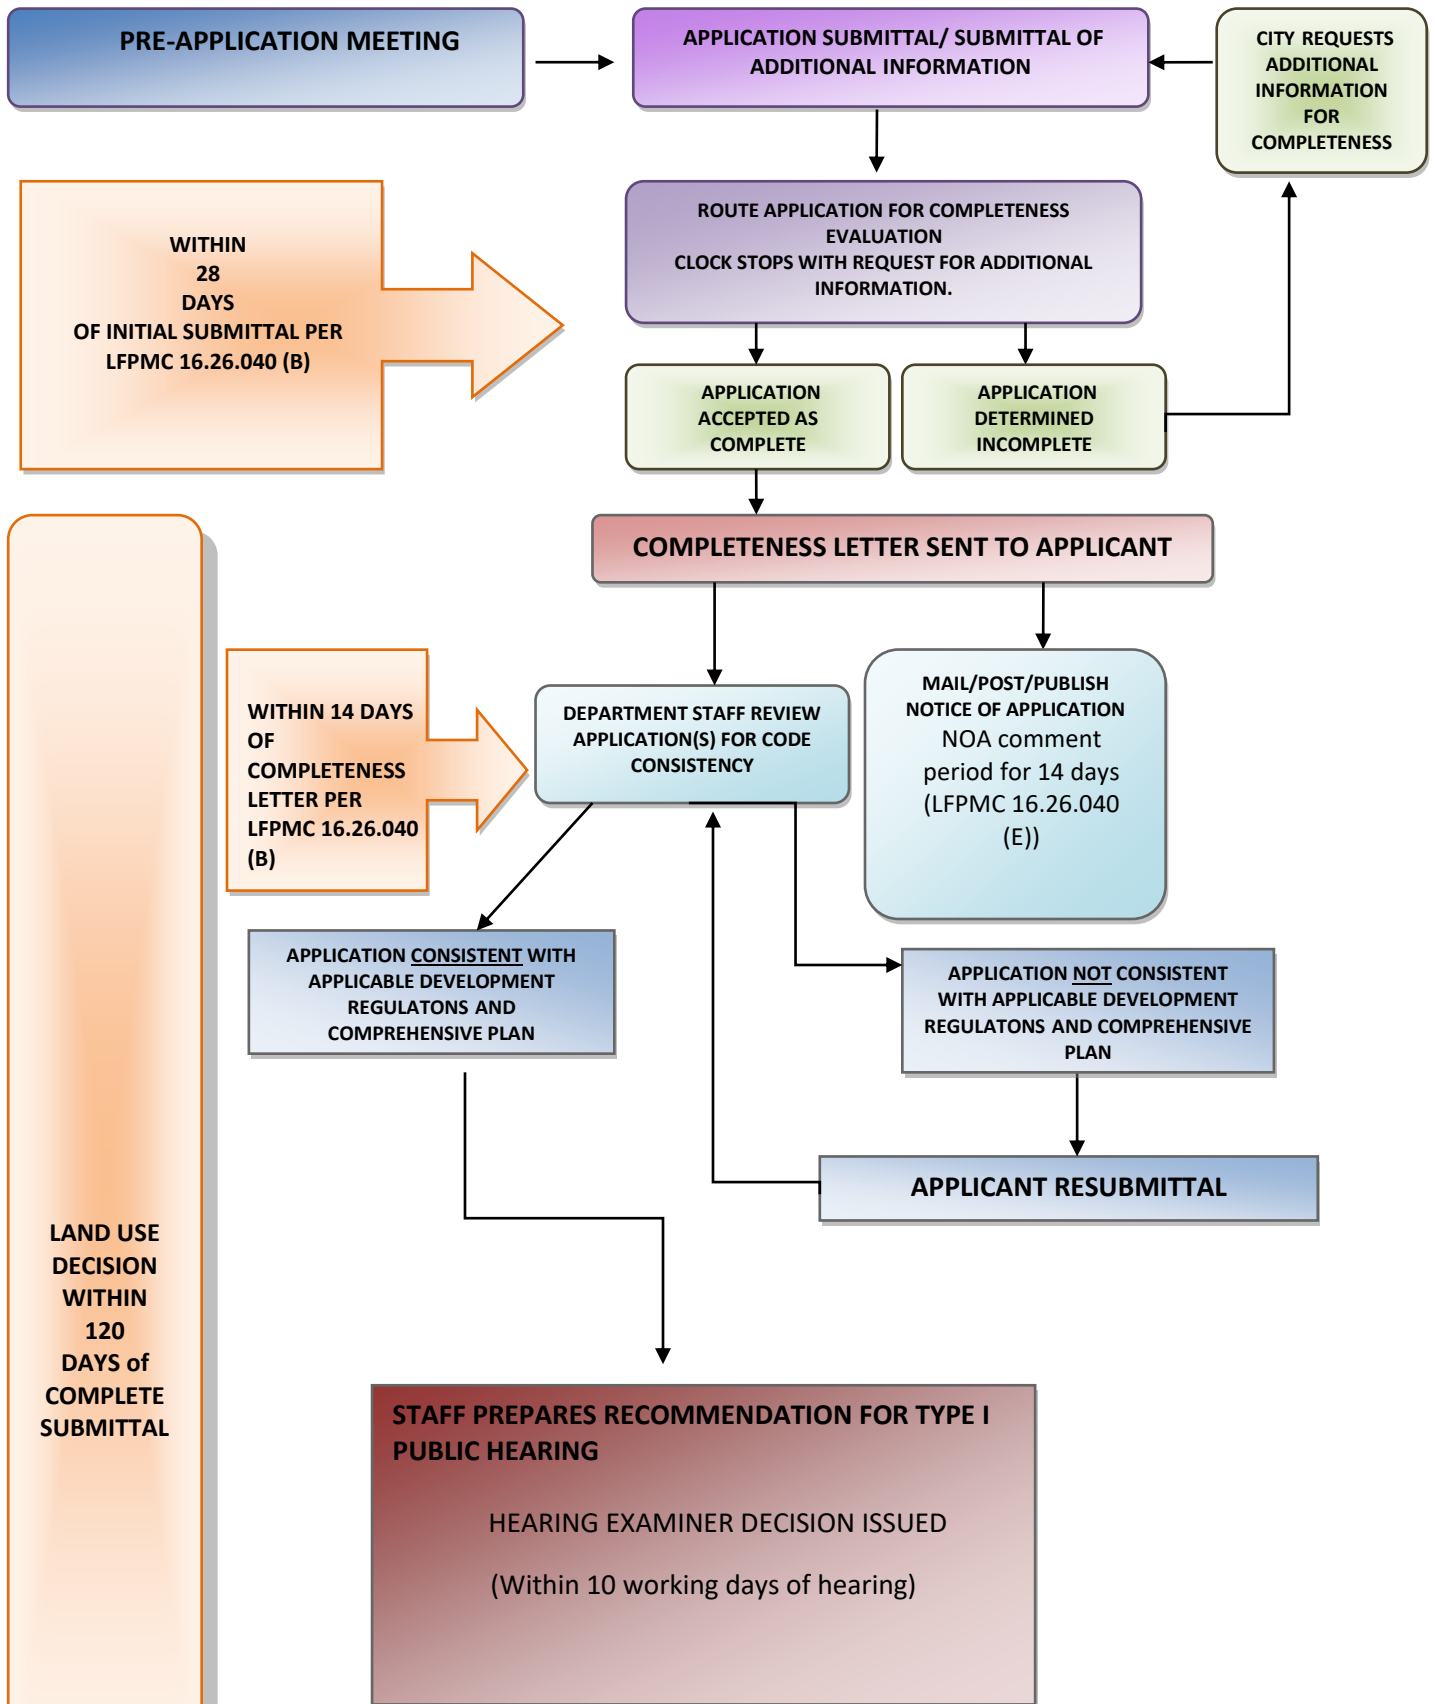 PRE-APPLICATION MEETING
APPLICATION SUBMITTAL/ SUBMITTAL OF
ADDITIONAL INFORMATION
CITY REQUESTS
ADDITIONAL
INFORMATION
FOR
COMPLETENESS
WITHIN
28
DAYS
OF INITIAL SUBMITTAL PER
LFPMC 16.26.040 (B)
ROUTE APPLICATION FOR COMPLETENESS
EVALUATION
CLOCK STOPS WITH REQUEST FOR ADDITIONAL
INFORMATION.
APPLICATION
ACCEPTED AS
COMPLETE
APPLICATION
DETERMINED
INCOMPLETE
COMPLETENESS LETTER SENT TO APPLICANT
WITHIN 14 DAYS
OF
COMPLETENESS
LETTER PER
LFPMC 16.26.040
(B)
DEPARTMENT STAFF REVIEW
APPLICATION(S) FOR CODE
CONSISTENCY
MAIL/POST/PUBLISH
NOTICE OF APPLICATION
NOA comment
period for 14 days
(LFPMC 16.26.040
(E))
APPLICATION CONSISTENT WITH
APPLICABLE DEVELOPMENT
REGULATONS AND
COMPREHENSIVE PLAN
APPLICATION NOT CONSISTENT
WITH APPLICABLE DEVELOPMENT
REGULATONS AND COMPREHENSIVE
PLAN
APPLICANT RESUBMITTAL
LAND USE
DECISION
WITHIN
120
DAYS of
COMPLETE
SUBMITTAL
STAFF PREPARES RECOMMENDATION FOR TYPE I
PUBLIC HEARING
HEARING EXAMINER DECISION ISSUED
(Within 10 working days of hearing)